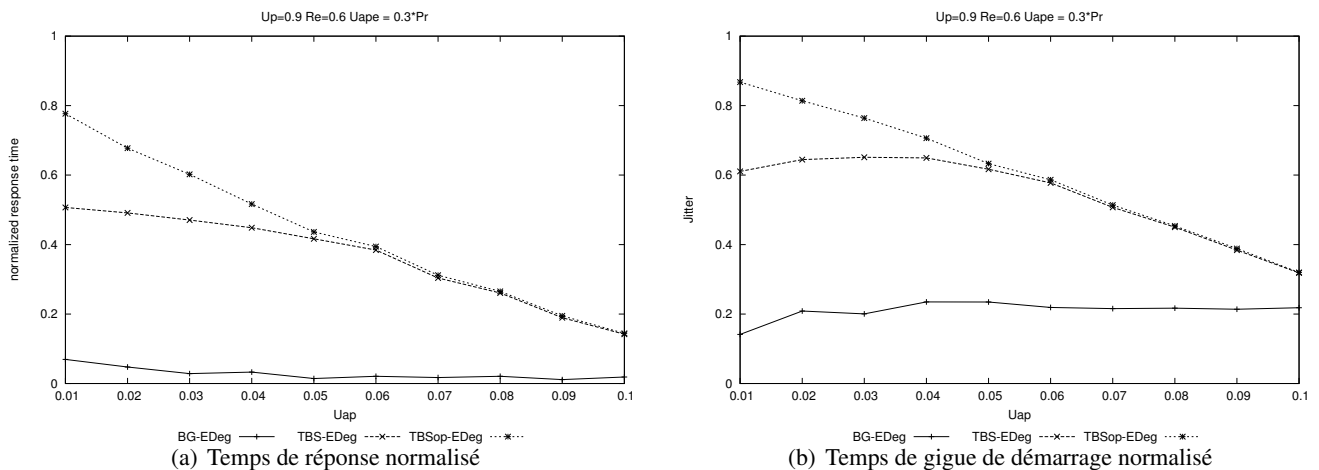 Up=0.9 Re=0.6 Uape = 0.3*Pr
1
0.8
0.6
0.4
0.2
0
normalized response time
0.01 0.02 0.03 0.04 0.05 0.06 0.07 0.08 0.09 0.1
Uap
BG-EDeg TBS-EDeg TBSop-EDeg
(a) Temps de réponse normalisé
Up=0.9 Re=0.6 Uape = 0.3*Pr
1
0.8
0.6
0.4
0.2
0
Jitter
0.01 0.02 0.03 0.04 0.05 0.06 0.07 0.08 0.09 0.1
Uap
BG-EDeg TBS-EDeg TBSop-EDeg
(b) Temps de gigue de démarrage normalisé